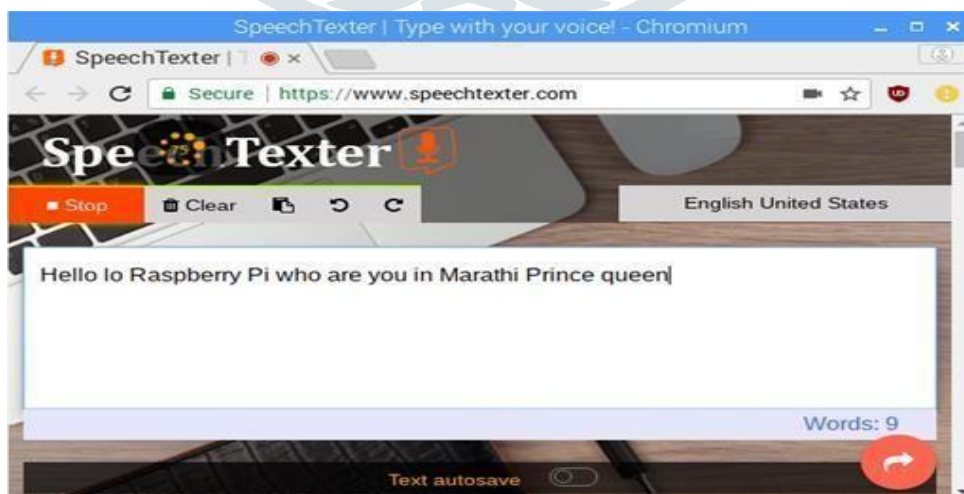 SpeechTexter | Type with your voice! - Chromium
SpeechTexter | T
Secure | https://www.speechtexter.com
SpeechTexter
Stop Clear English United States
Hello lo Raspberry Pi who are you in Marathi Prince queen
Words: 9
Text autosave